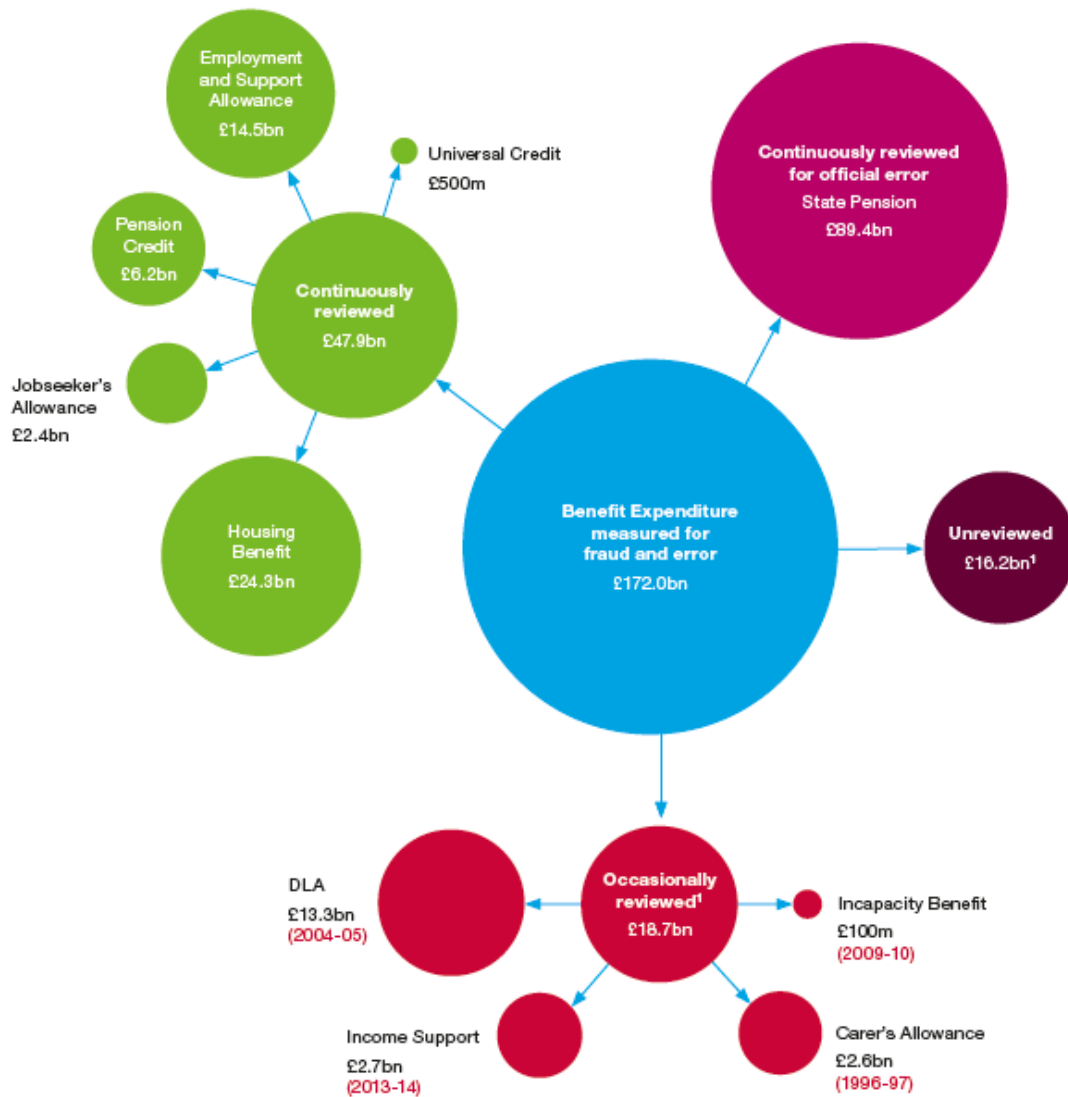 Employment
and Support
Allowance
£14.5bn
Universal Credit
£500m
Pension
Credit
£6.2bn
Continuously
reviewed
£47.9bn
Jobseeker's
Allowance
£2.4bn
Housing
Benefit
£24.3bn
Continuously reviewed
for official error
State Pension
£89.4bn
Benefit Expenditure
measured for
fraud and error
£172.0bn
Unreviewed
£16.2bn¹
Occasionally
reviewed¹
£18.7bn
DLA
£13.3bn
(2004-05)
Incapacity Benefit
£100m
(2009-10)
Income Support
£2.7bn
(2013-14)
Carer's Allowance
£2.6bn
(1996-97)